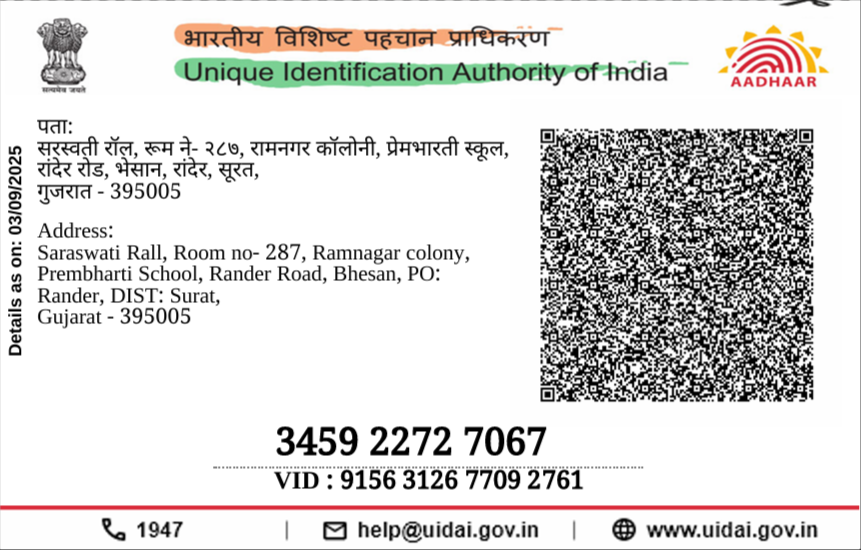 भारतीय विशिष्ट पहचान प्राधिकरण
Unique Identification Authority of India
सत्यमेव जयते
AADHAAR
Details as on: 03/09/2025
पता:
सरस्वती रॉल, रूम ने- २८७, रामनगर कॉलोनी, प्रेमभारती स्कूल,
रांदेर रोड, भेसान, रांदेर, सूरत,
गुजरात - 395005
Address:
Saraswati Rall, Room no- 287, Ramnagar colony,
Prembharti School, Rander Road, Bhesan, PO:
Rander, DIST: Surat,
Gujarat - 395005
3459 2272 7067
VID : 9156 3126 7709 2761
1947 | help@uidai.gov.in | www.uidai.gov.in